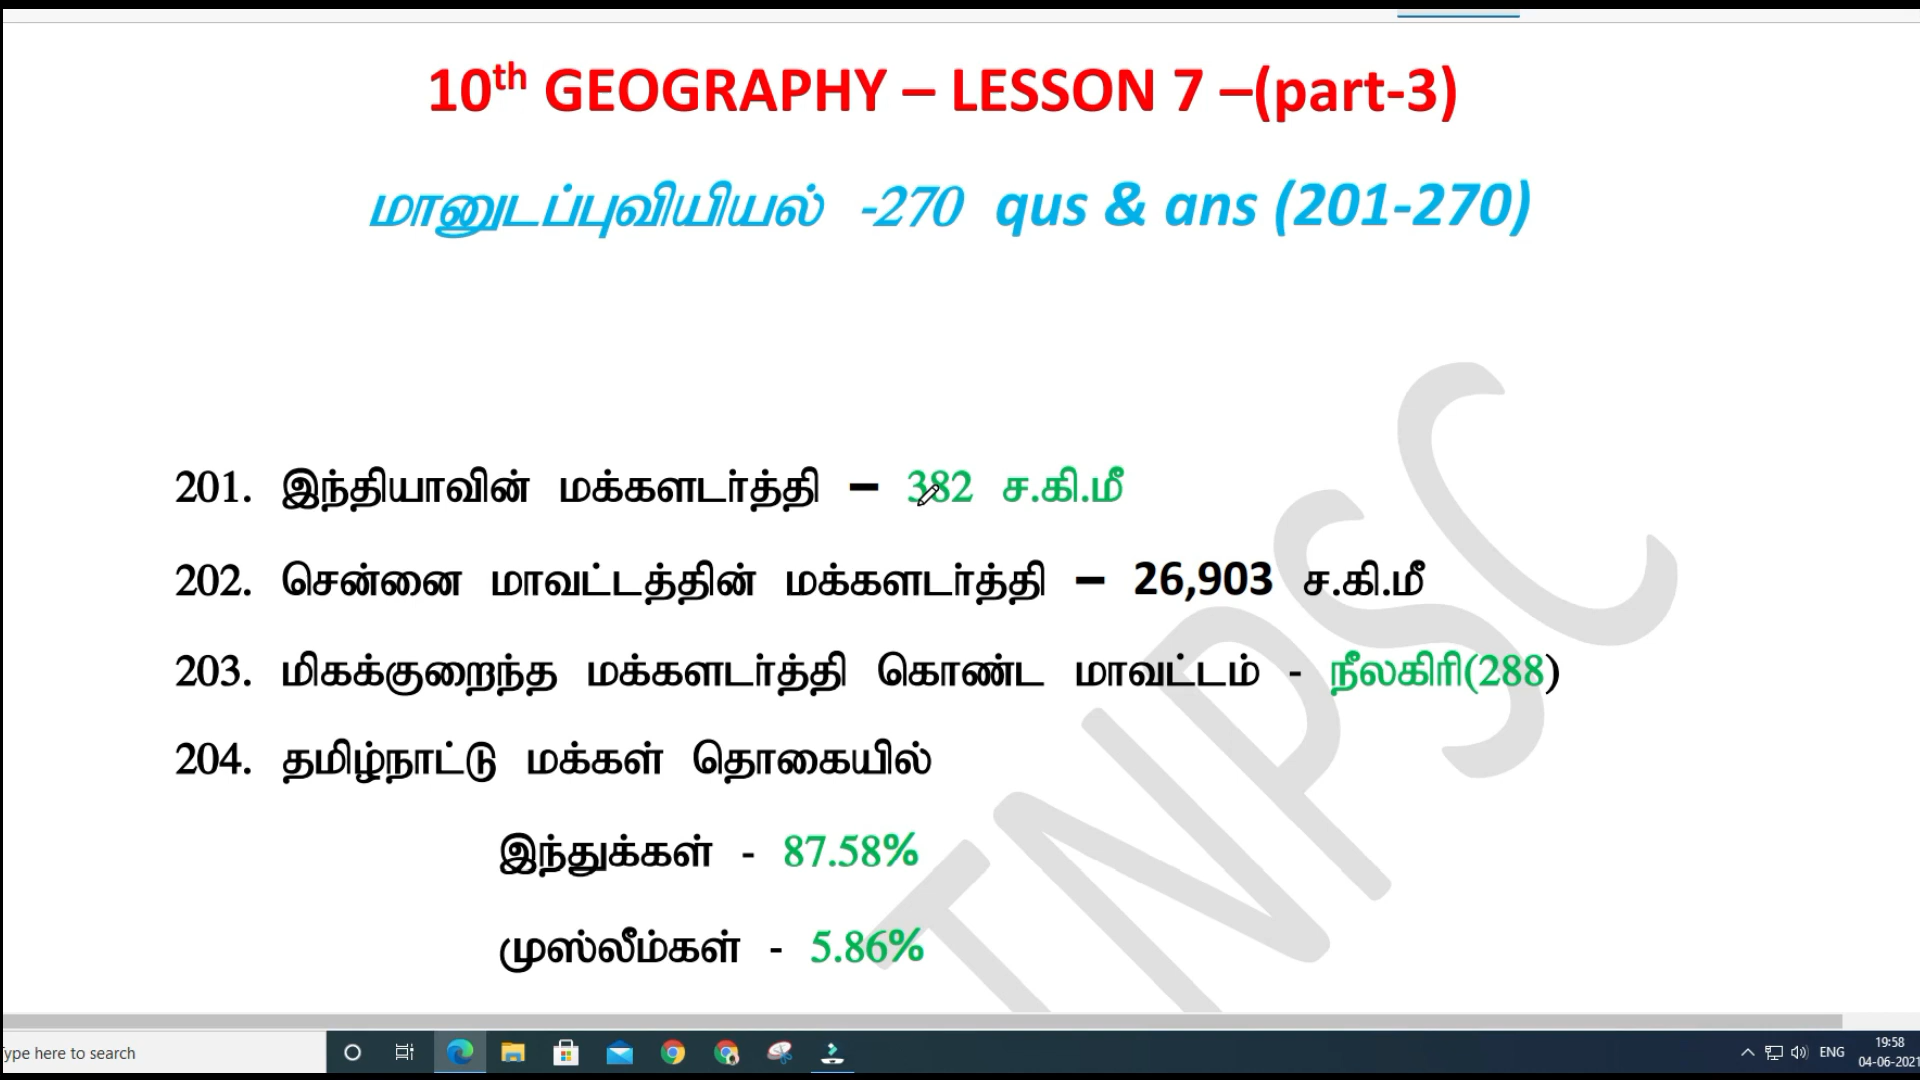 10th GEOGRAPHY – LESSON 7 –(part-3)
மானுடப்புவியியல் -270 qus & ans (201-270)
201. இந்தியாவின் மக்களடர்த்தி – 382 ச.கி.மீ
202. சென்னை மாவட்டத்தின் மக்களடர்த்தி – 26,903 ச.கி.மீ
203. மிகக்குறைந்த மக்களடர்த்தி கொண்ட மாவட்டம் - நீலகிரி(288)
204. தமிழ்நாட்டு மக்கள் தொகையில்
இந்துக்கள் - 87.58%
முஸ்லீம்கள் - 5.86%
TNPSC
ype here to search
ENG
19:58
04-06-2021